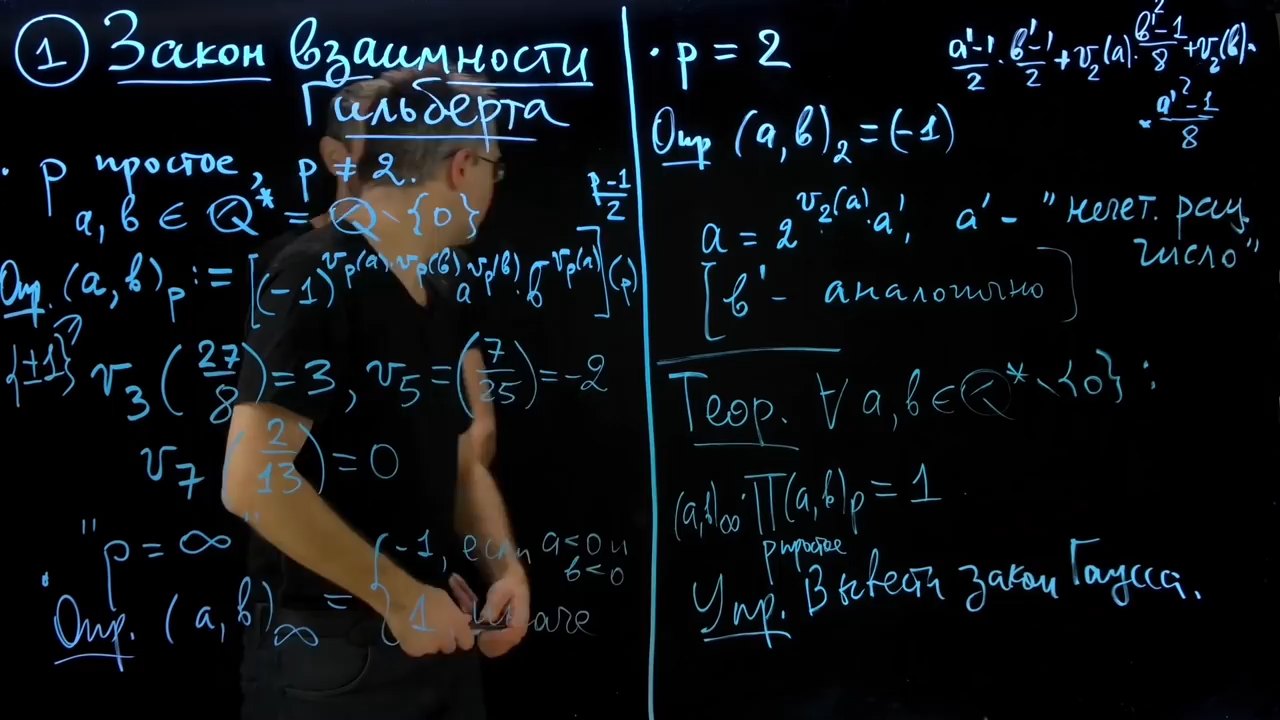 ① Закон взаимности
Гильберта
· p простое, p ≠ 2.
a, b ∈ Q* = Q \ {0}
Опр. (a, b)_p := [(-1)^{v_p(a)·v_p(b)} a^{v_p(b)} · b^{v_p(a)}]^{(p-1)/2} (p)
{±1}
v_3(27/8) = 3, v_5 = (7/25) = -2
v_7(2/13) = 0
"p = ∞"
· Опр. (a, b)_∞ = { -1, если a<0 и b<0
1 иначе
· p = 2
Опр (a, b)_2 = (-1)^{(a'-1)/2 · (b'-1)/2 + v_2(a) · (b'^2-1)/8 + v_2(b) · · (a'^2-1)/8}
a = 2^{v_2(a)} · a', a' - "нечет. рац.
число"
[b' - аналогично]
Теор. ∀ a, b ∈ Q* \ {0} :
(a, b)_∞ · ∏ (a, b)_p = 1
p простое
Упр. Вывести закон Гаусса.